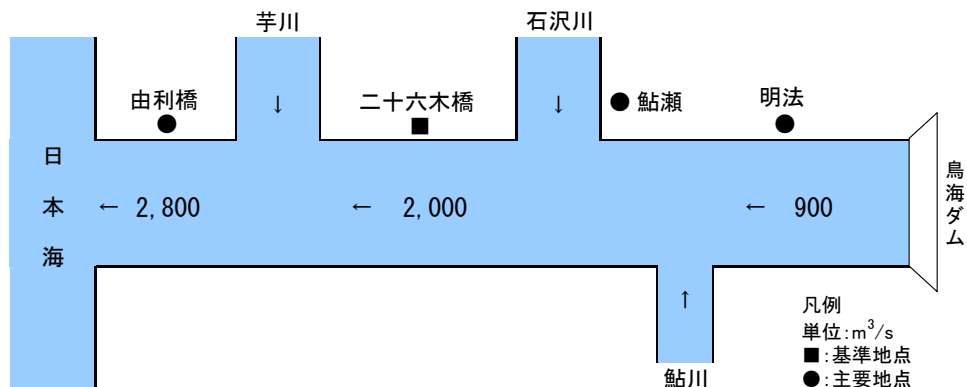 芋川
石沢川
由利橋
二十六木橋
鮎瀬
明法
日本海
← 2,800
← 2,000
← 900
↓
↓
↑
鳥海ダム
鮎川
凡例
単位:m³/s
■:基準地点
●:主要地点